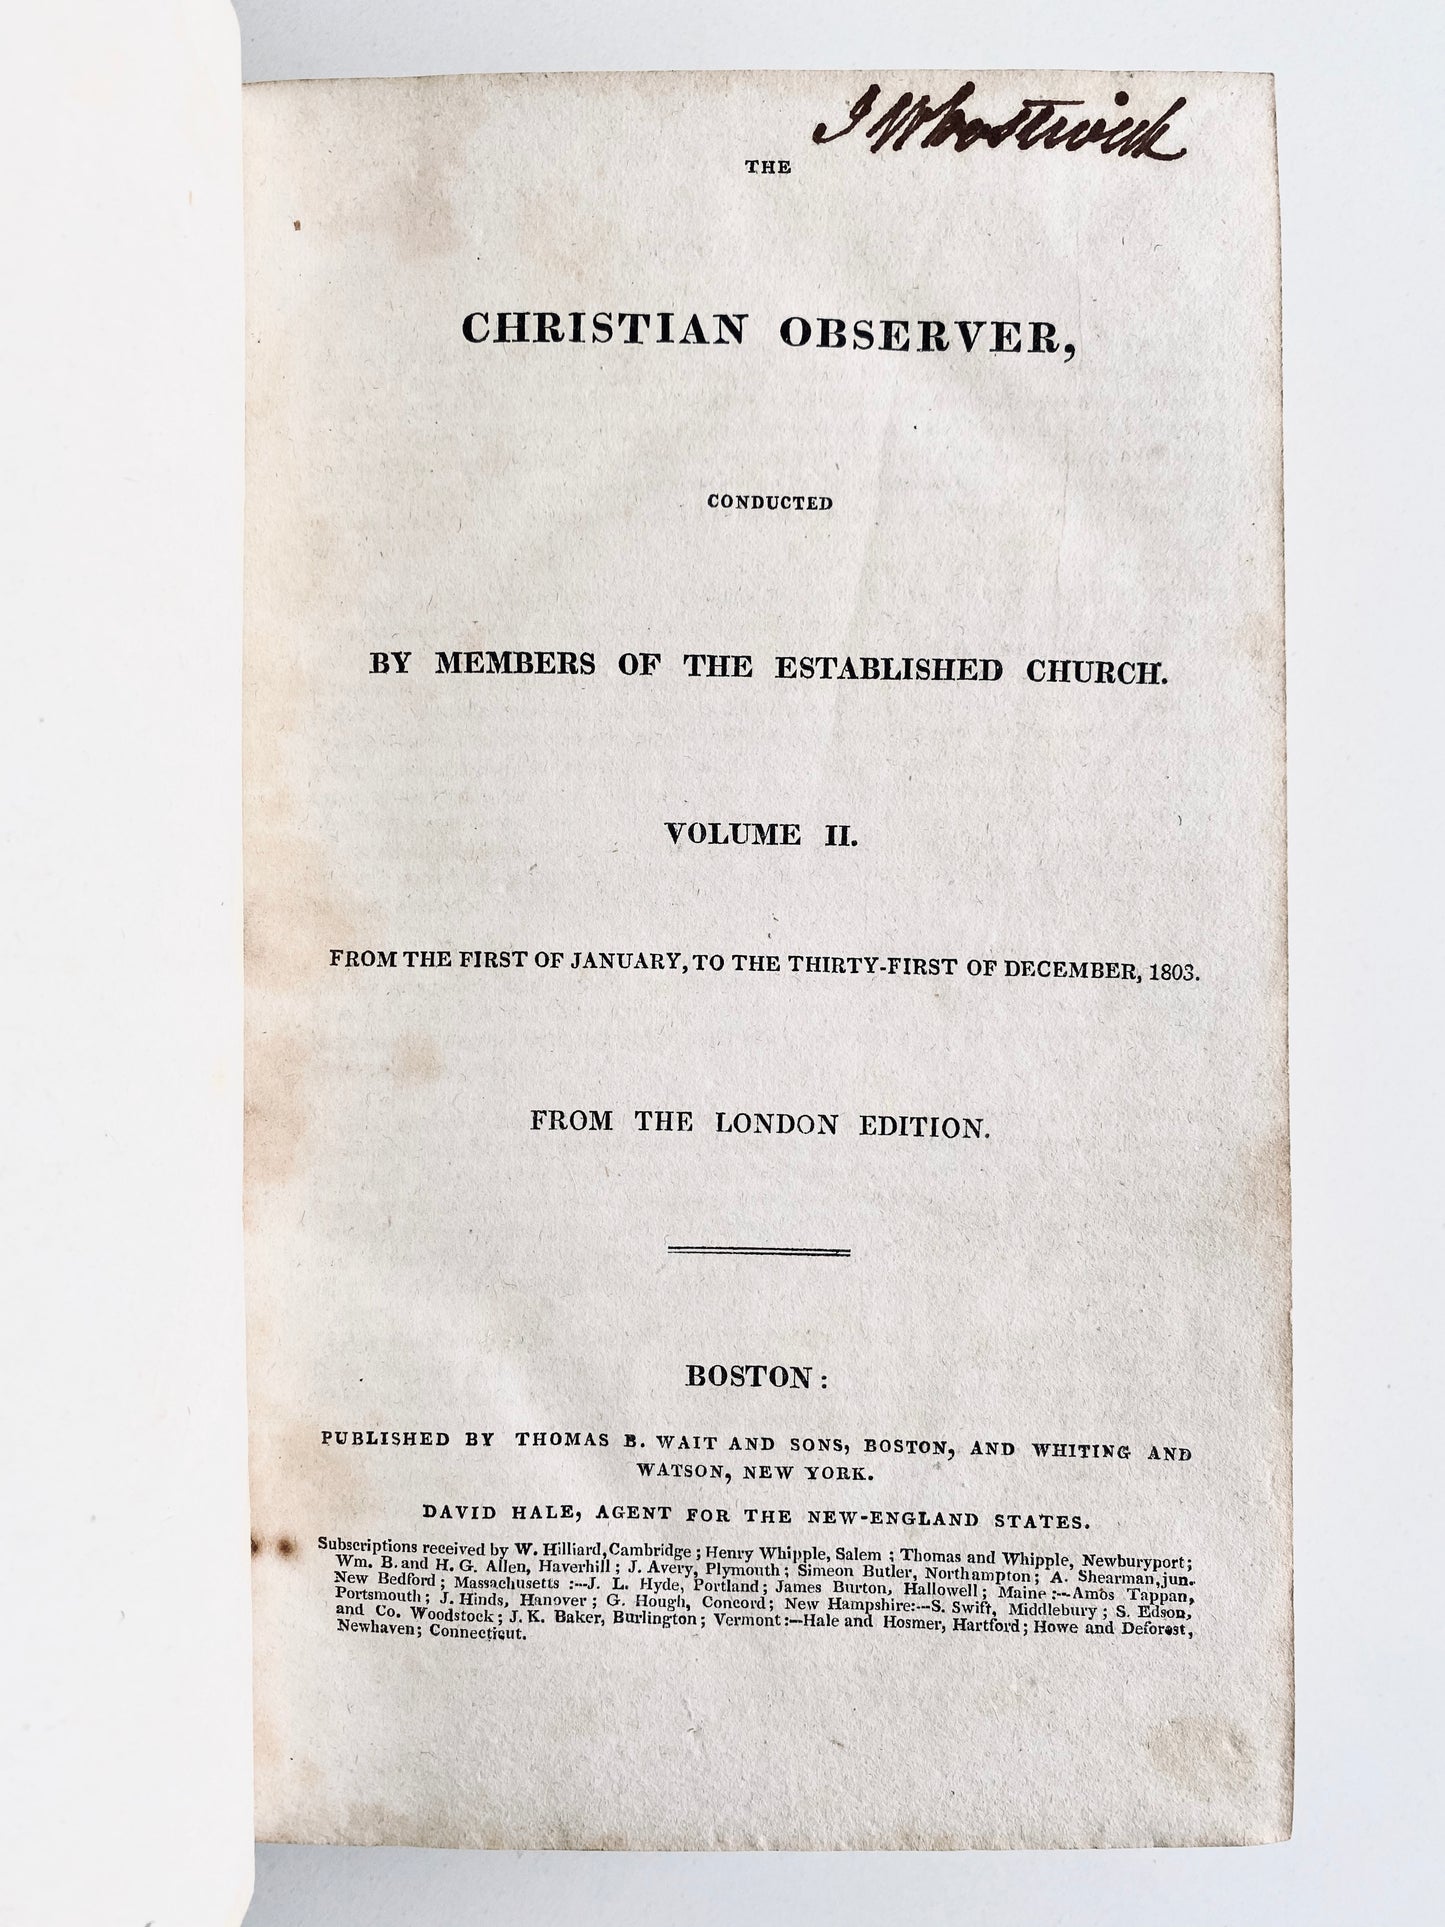 THE
CHRISTIAN OBSERVER,
CONDUCTED
BY MEMBERS OF THE ESTABLISHED CHURCH.
VOLUME II.
FROM THE FIRST OF JANUARY, TO THE THIRTY-FIRST OF DECEMBER, 1803.
FROM THE LONDON EDITION.
BOSTON:
PUBLISHED BY THOMAS B. WAIT AND SONS, BOSTON, AND WHITING AND
WATSON, NEW YORK.
DAVID HALE, AGENT FOR THE NEW-ENGLAND STATES.
Subscriptions received by W. Hilliard, Cambridge; Henry Whipple, Salem; Thomas and Whipple, Newburyport;
Wm. B. and H. G. Allen, Haverhill; J. Avery, Plymouth; Simeon Butler, Northampton; A. Shearman, jun.
New Bedford; Massachusetts:--J. L. Hyde, Portland; James Burton, Hallowell; Maine:--Amos Tappan,
Portsmouth; J. Hinds, Hanover; G. Hough, Concord; New Hampshire:--S. Swift, Middlebury; S. Edson,
and Co. Woodstock; J. K. Baker, Burlington; Vermont:--Hale and Hosmer, Hartford; Howe and Deforest,
Newhaven; Connecticut.